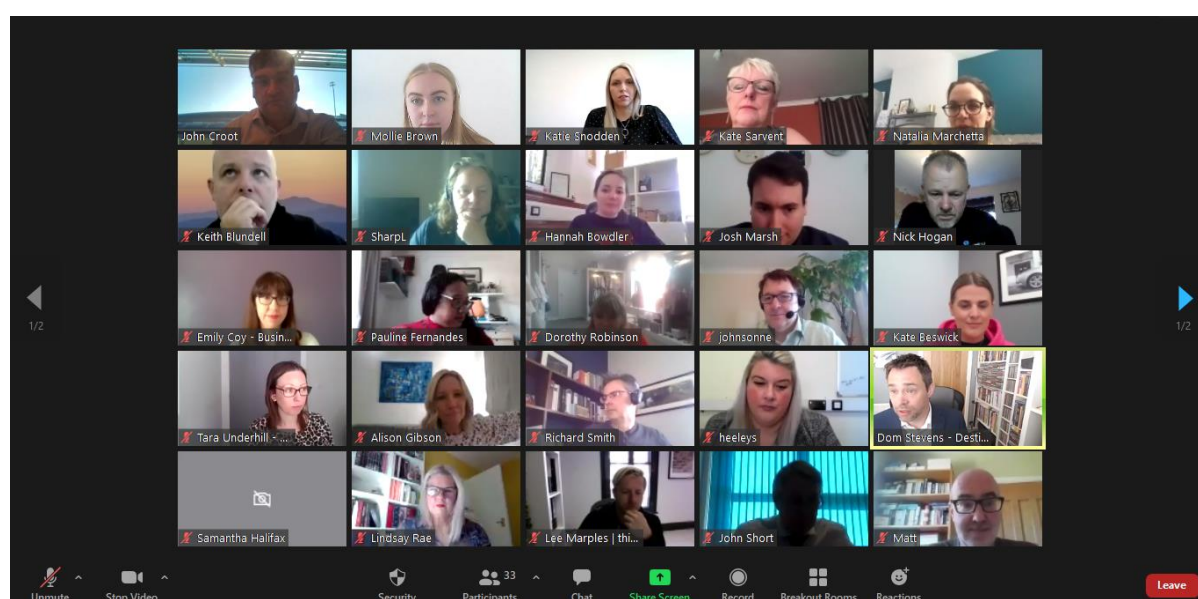 John Croot
Mollie Brown
Katie Snodden
Kate Sarvent
Natalia Marchetta
Keith Blundell
SharpL
Hannah Bowdler
Josh Marsh
Nick Hogan
Emily Coy - Busin...
Pauline Fernandes
Dorothy Robinson
johnsonne
Kate Beswick
1/2
1/2
Tara Underhill - ...
Alison Gibson
Richard Smith
heeleys
Dom Stevens - Desti...
Samantha Halifax
Lindsay Rae
Lee Marples | thi...
John Short
Matt
33
Unmute
Stop Video
Security
Participants
Chat
Share Screen
Record
Breakout Rooms
Reactions
Leave